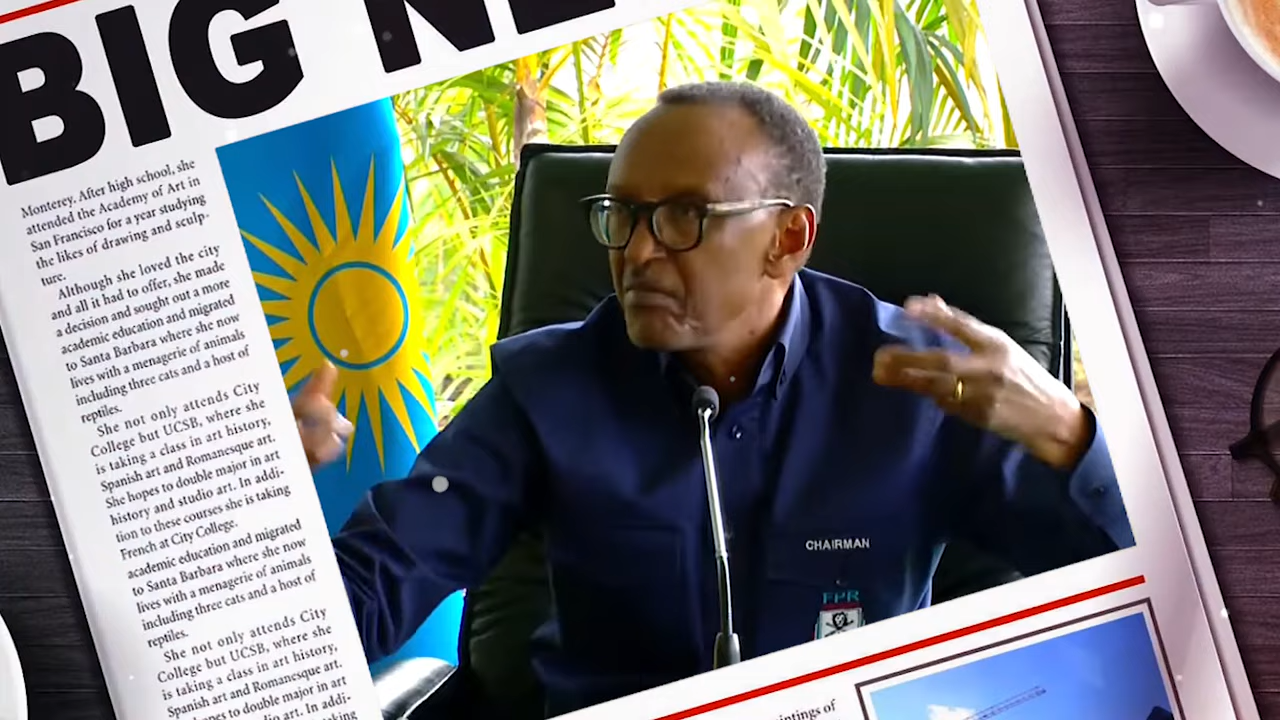 BIG NE
Monterey. After high school, she
attended the Academy of Art in
San Francisco for a year studying
the likes of drawing and sculp-
ture.
Although she loved the city
and all it had to offer, she made
a decision and sought out a more
academic education and migrated
to Santa Barbara where she now
lives with a menagerie of animals
including three cats and a host of
reptiles.
She not only attends City
College but UCSB, where she
is taking a class in art history,
Spanish art and Romanesque art.
She hopes to double major in art
history and studio art. In addi-
tion to these courses she is taking
French at City College.
academic education and migrated
to Santa Barbara where she now
lives with a menagerie of animals
including three cats and a host of
reptiles.
She not only attends City
College but UCSB, where she
is taking a class in art history,
Spanish art and Romanesque art.
hopes to double major in art
studio art. In addi-
taking
CHAIRMAN
FPR
intings of